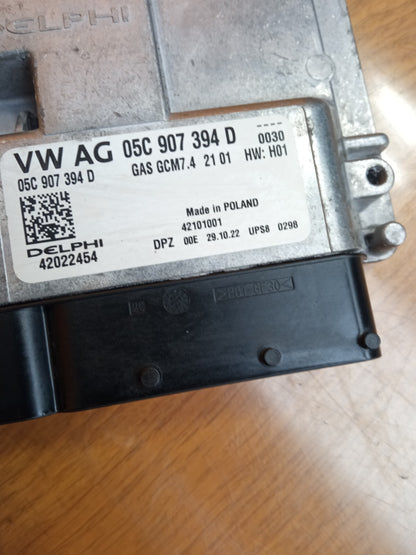 DELPHI
VW AG 05C 907 394 D 0030
05C 907 394 D GAS GCM7.4 21 01 HW: H01
Made in POLAND
42101001
DELPHI DPZ 00E 29.10.22 UPS8 0298
42022454